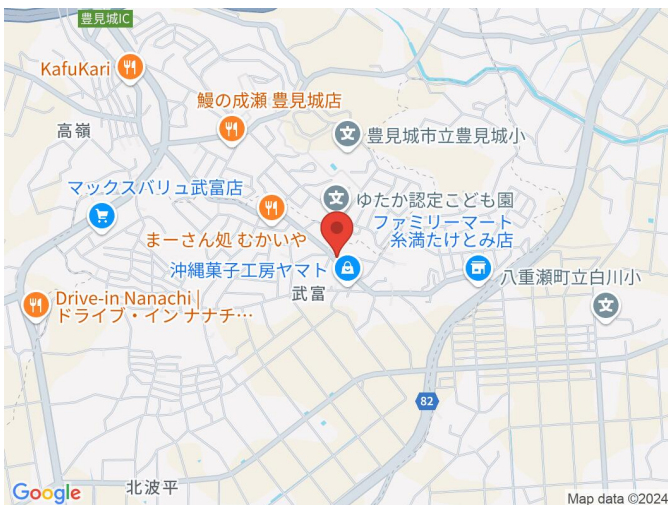 豊見城IC
KafuKari
鰻の成瀬 豊見城店
高嶺
豊見城市立豊見城小
マックスバリュ武富店
ゆたか認定こども園
ファミリーマート
糸満たけとみ店
まーさん処 むかいや
沖縄菓子工房ヤマト
武富
八重瀬町立白川小
Drive-in Nanachi |
ドライブ・イン ナナチ…
82
北波平
Google
Map data ©2024